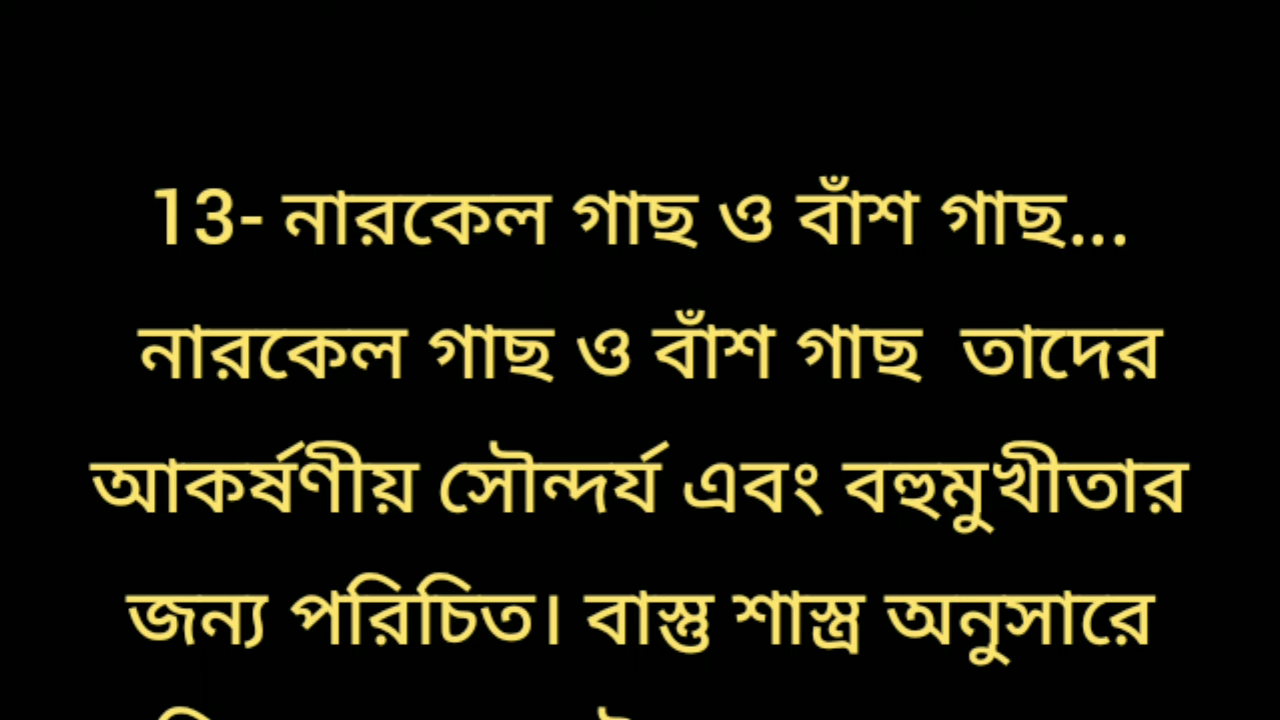 13- নারকেল গাছ ও বাঁশ গাছ...
নারকেল গাছ ও বাঁশ গাছ তাদের
আকর্ষণীয় সৌন্দর্য এবং বহুমুখীতার
জন্য পরিচিত। বাস্তু শাস্ত্র অনুসারে